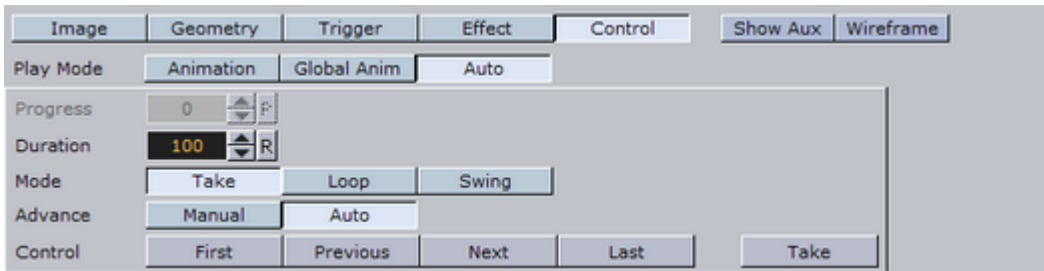 Image Geometry Trigger Effect Control Show Aux Wireframe
Play Mode Animation Global Anim Auto
Progress 0 R
Duration 100 R
Mode Take Loop Swing
Advance Manual Auto
Control First Previous Next Last Take